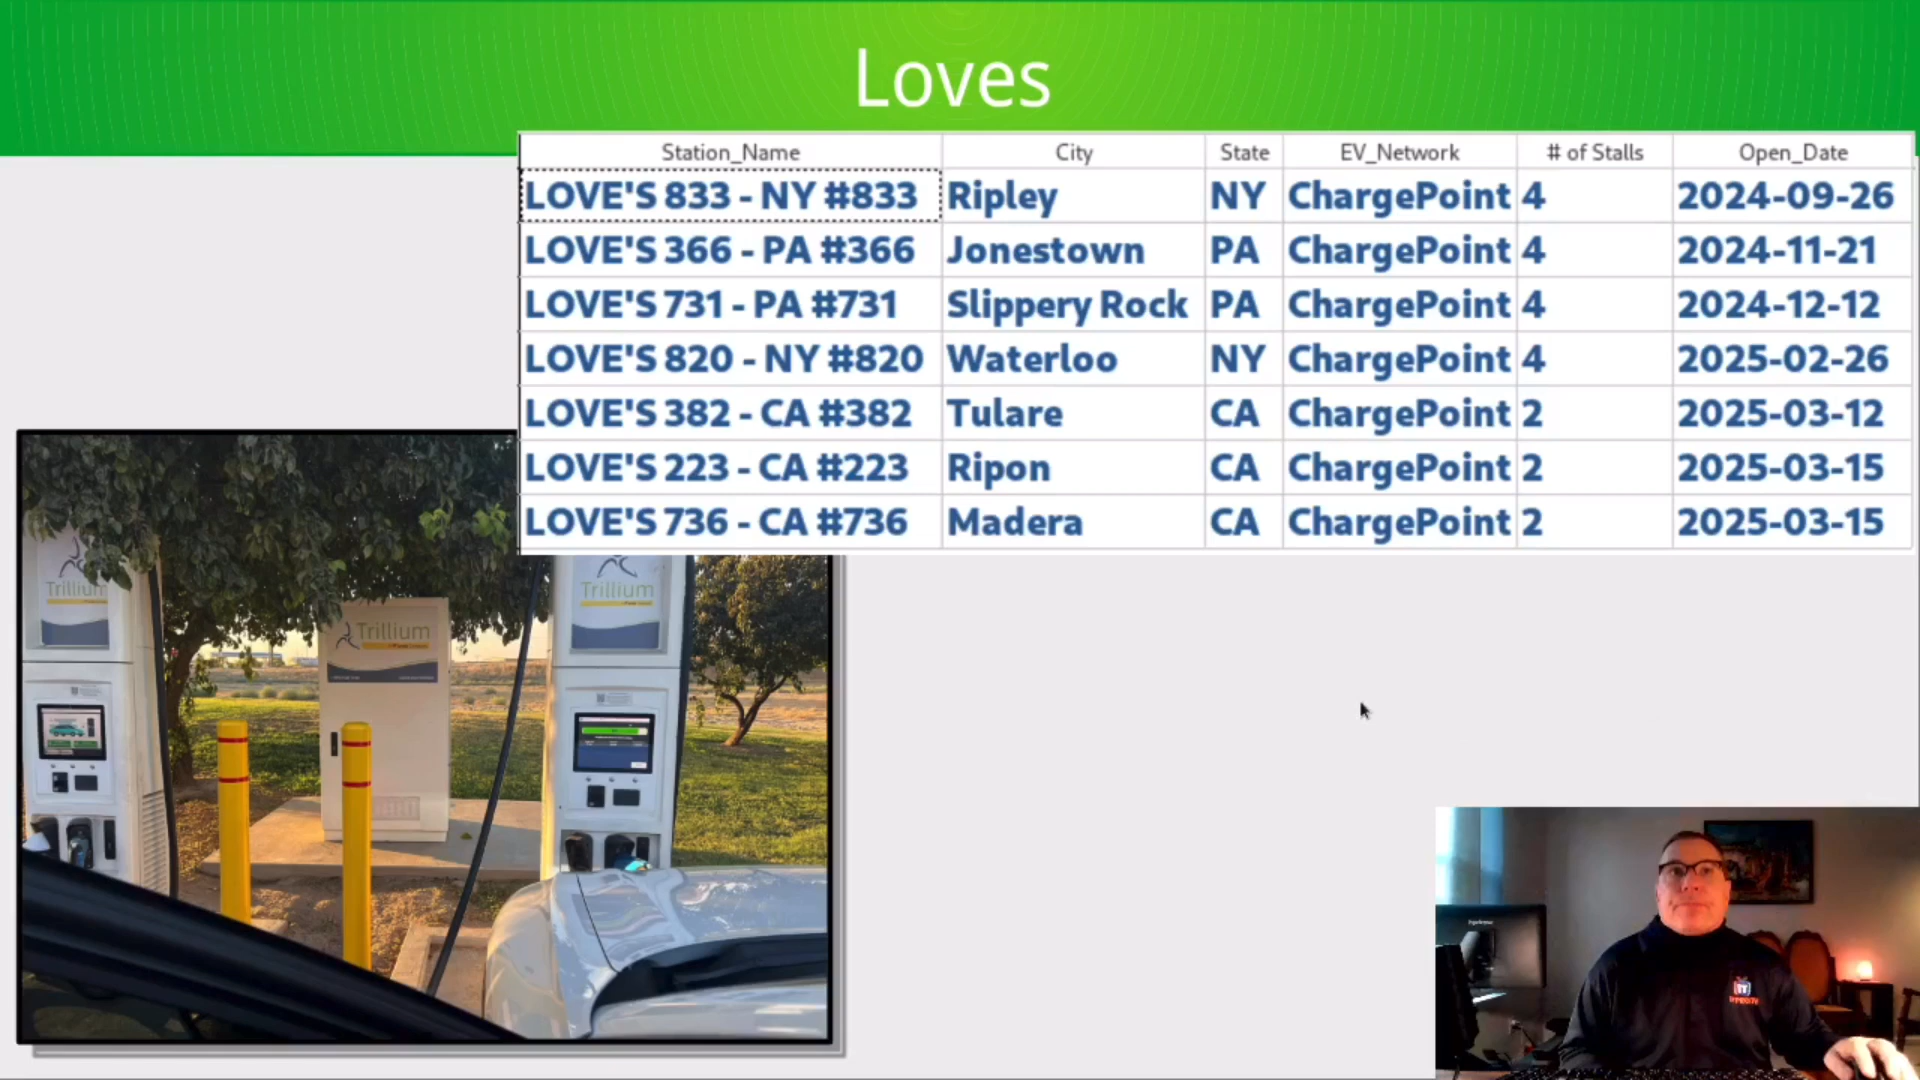 Loves
Station_Name City State EV_Network # of Stalls Open_Date
LOVE'S 833 - NY #833 Ripley NY ChargePoint 4 2024-09-26
LOVE'S 366 - PA #366 Jonestown PA ChargePoint 4 2024-11-21
LOVE'S 731 - PA #731 Slippery Rock PA ChargePoint 4 2024-12-12
LOVE'S 820 - NY #820 Waterloo NY ChargePoint 4 2025-02-26
LOVE'S 382 - CA #382 Tulare CA ChargePoint 2 2025-03-12
LOVE'S 223 - CA #223 Ripon CA ChargePoint 2 2025-03-15
LOVE'S 736 - CA #736 Madera CA ChargePoint 2 2025-03-15
Trillium
Trillium
Trillium